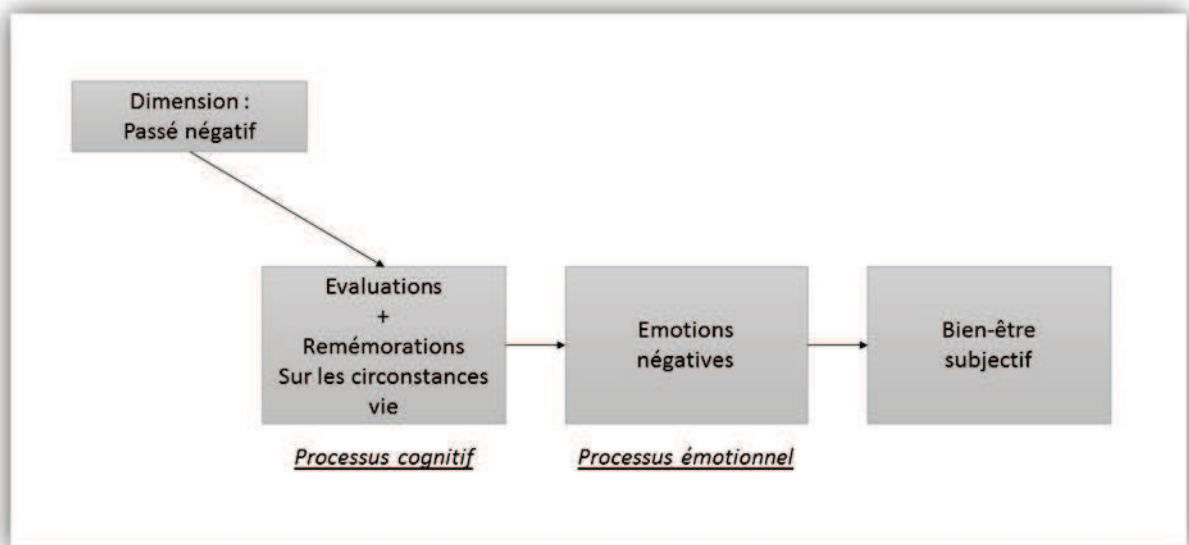 Dimension :
Passé négatif
Evaluations
+
Remémorations
Sur les circonstances
vie
Emotions
négatives
Bien-être
subjectif
Processus cognitif
Processus émotionnel